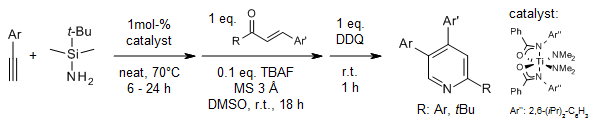 Ar
+
t-Bu
Si
NH2
1mol-%
catalyst
neat, 70°C
6 - 24 h
1 eq.
O
R
Ar'
0.1 eq. TBAF
MS 3 Å
DMSO, r.t., 18 h
1 eq.
DDQ
r.t.
1 h
Ar'
Ar
N
R
R: Ar, tBu
catalyst:
Ph
Ar"
N
O
Ti
NMe2
NMe2
O
N
Ph
Ar"
Ar": 2,6-(iPr)2-C6H3